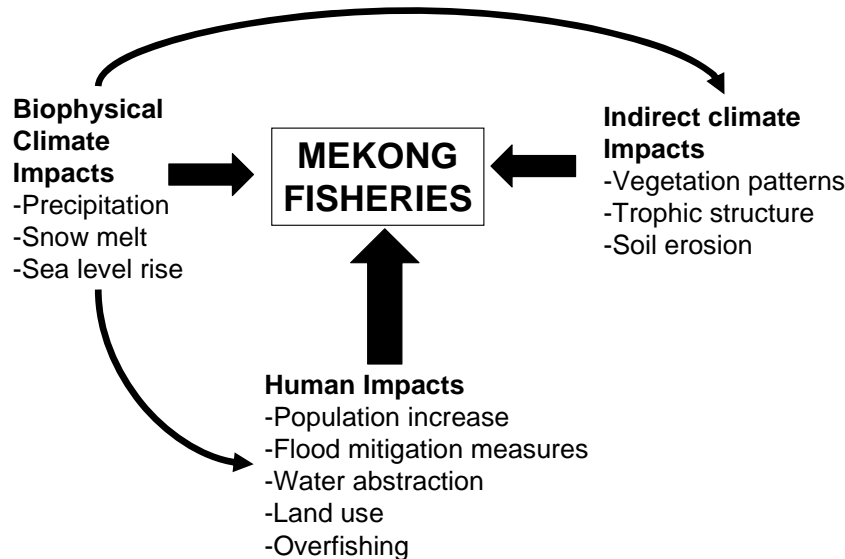 Biophysical
Climate
Impacts
-Precipitation
-Snow melt
-Sea level rise
MEKONG
FISHERIES
Indirect climate
Impacts
-Vegetation patterns
-Trophic structure
-Soil erosion
Human Impacts
-Population increase
-Flood mitigation measures
-Water abstraction
-Land use
-Overfishing